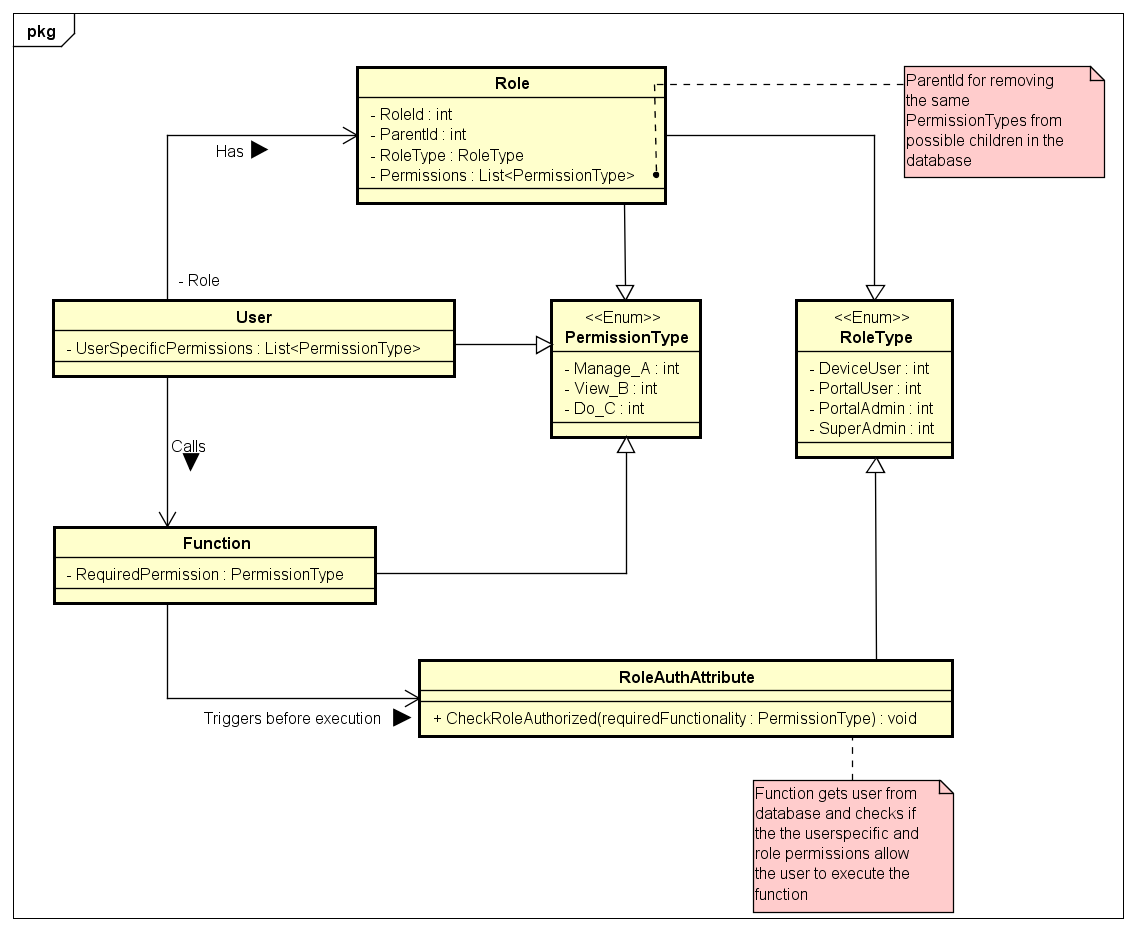 pkg
Role
- RoleId : int
- ParentId : int
- RoleType : RoleType
- Permissions : List<PermissionType>
ParentId for removing
the same
PermissionTypes from
possible children in the
database
Has
- Role
User
- UserSpecificPermissions : List<PermissionType>
<<Enum>>
PermissionType
- Manage_A : int
- View_B : int
- Do_C : int
<<Enum>>
RoleType
- DeviceUser : int
- PortalUser : int
- PortalAdmin : int
- SuperAdmin : int
Calls
Function
- RequiredPermission : PermissionType
Triggers before execution
RoleAuthAttribute
+ CheckRoleAuthorized(requiredFunctionality : PermissionType) : void
Function gets user from
database and checks if
the the userspecific and
role permissions allow
the user to execute the
function